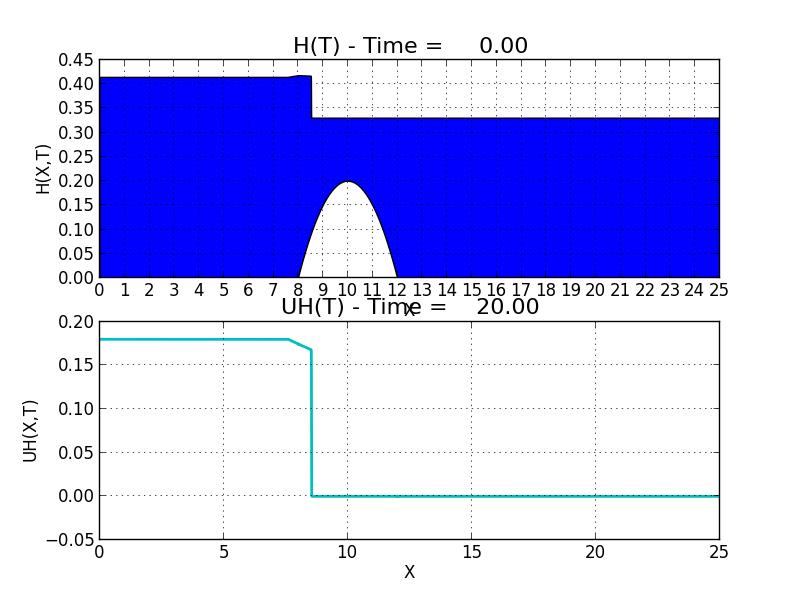 H(T) - Time =     0.00
0.45
0.40
0.35
0.30
0.25
0.20
0.15
0.10
0.05
0.00
H(X,T)
0 1 2 3 4 5 6 7 8 9 10 11 12 13 14 15 16 17 18 19 20 21 22 23 24 25
X
UH(T) - Time =     20.00
0.20
0.15
0.10
0.05
0.00
−0.05
UH(X,T)
0 5 10 15 20 25
X